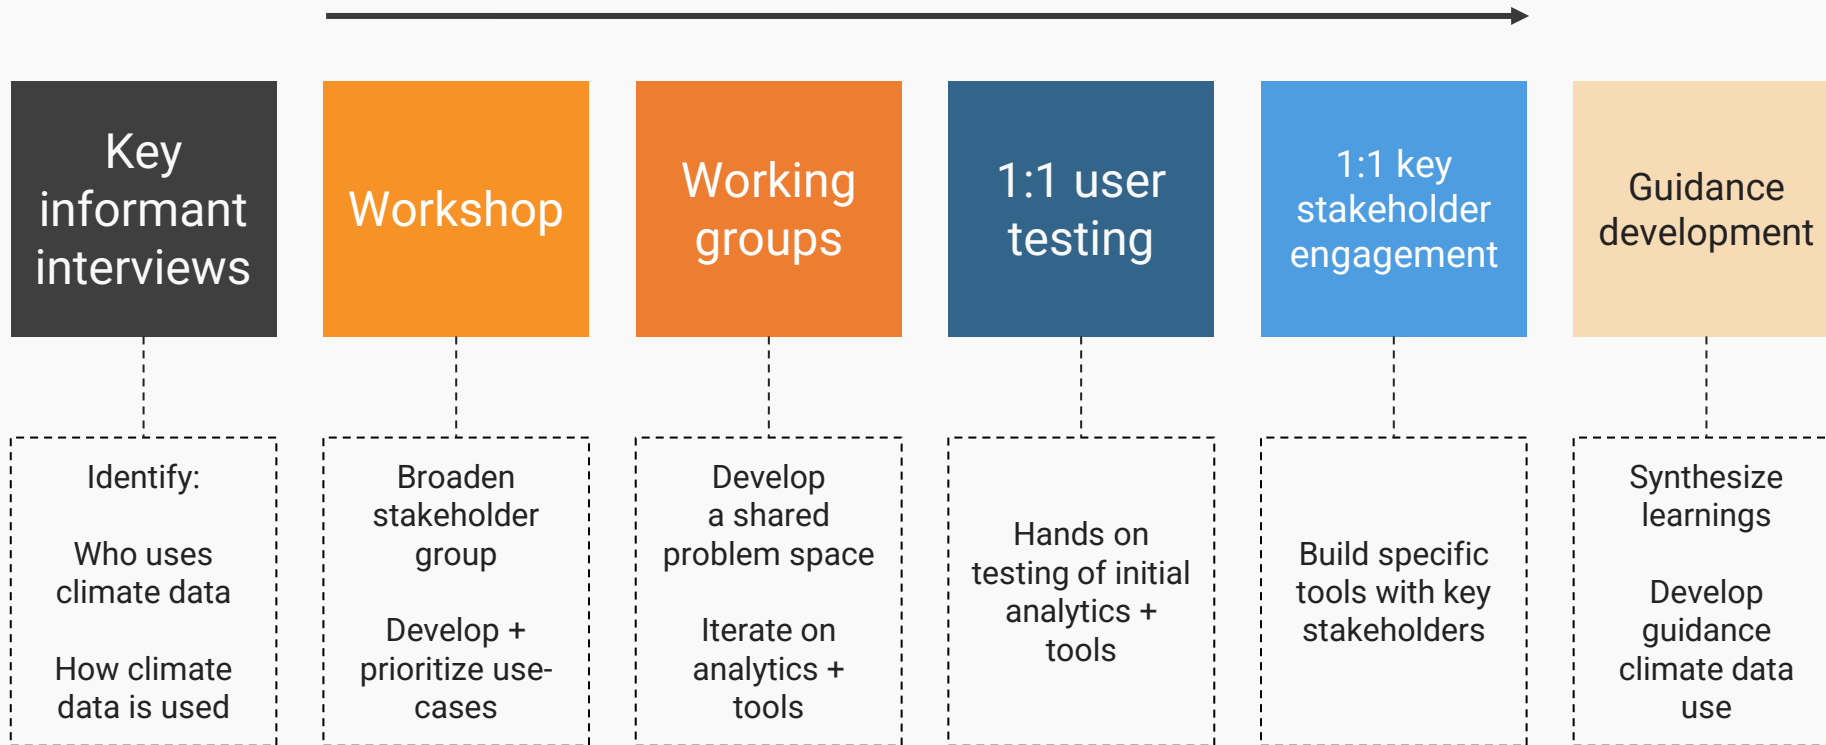 Key
informant
interviews
Workshop
Working
groups
1:1 user
testing
1:1 key
stakeholder
engagement
Guidance
development
Identify:
Who uses
climate data
How climate
data is used
Broaden
stakeholder
group
Develop +
prioritize use-
cases
Develop
a shared
problem space
Iterate on
analytics +
tools
Hands on
testing of initial
analytics +
tools
Build specific
tools with key
stakeholders
Synthesize
learnings
Develop
guidance
climate data
use